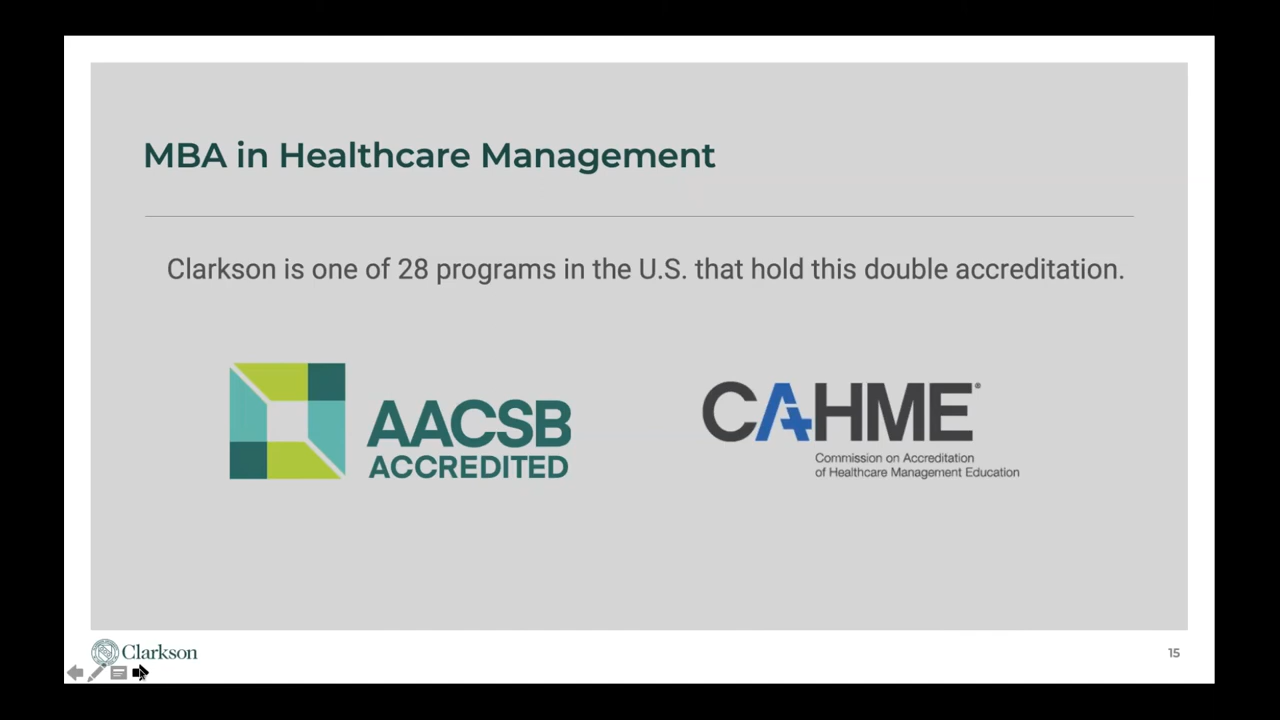 MBA in Healthcare Management
Clarkson is one of 28 programs in the U.S. that hold this double accreditation.
AACSB
ACCREDITED
CAHME®
Commission on Accreditation
of Healthcare Management Education
Clarkson
15